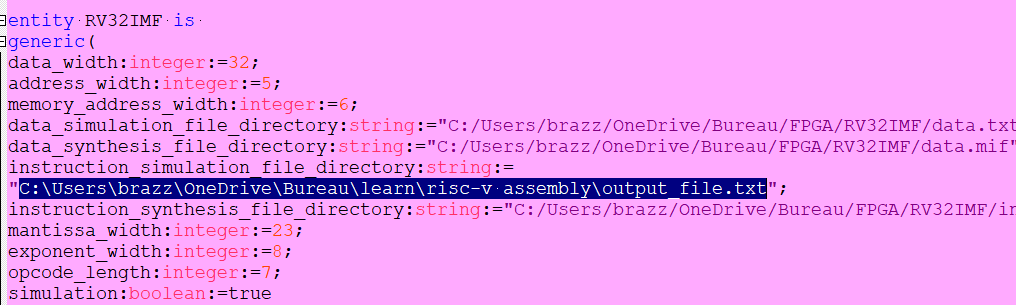 entity RV32IMF is
generic(
data_width:integer:=32;
address_width:integer:=5;
memory_address_width:integer:=6;
data_simulation_file_directory:string:="C:/Users/brazz/OneDrive/Bureau/FPGA/RV32IMF/data.txt
data_synthesis_file_directory:string:="C:/Users/brazz/OneDrive/Bureau/FPGA/RV32IMF/data.mif"
instruction_simulation_file_directory:string:=
"C:\Users\brazz\OneDrive\Bureau\learn\risc-v assembly\output_file.txt";
instruction_synthesis_file_directory:string:="C:/Users/brazz/OneDrive/Bureau/FPGA/RV32IMF/in
mantissa_width:integer:=23;
exponent_width:integer:=8;
opcode_length:integer:=7;
simulation:boolean:=true